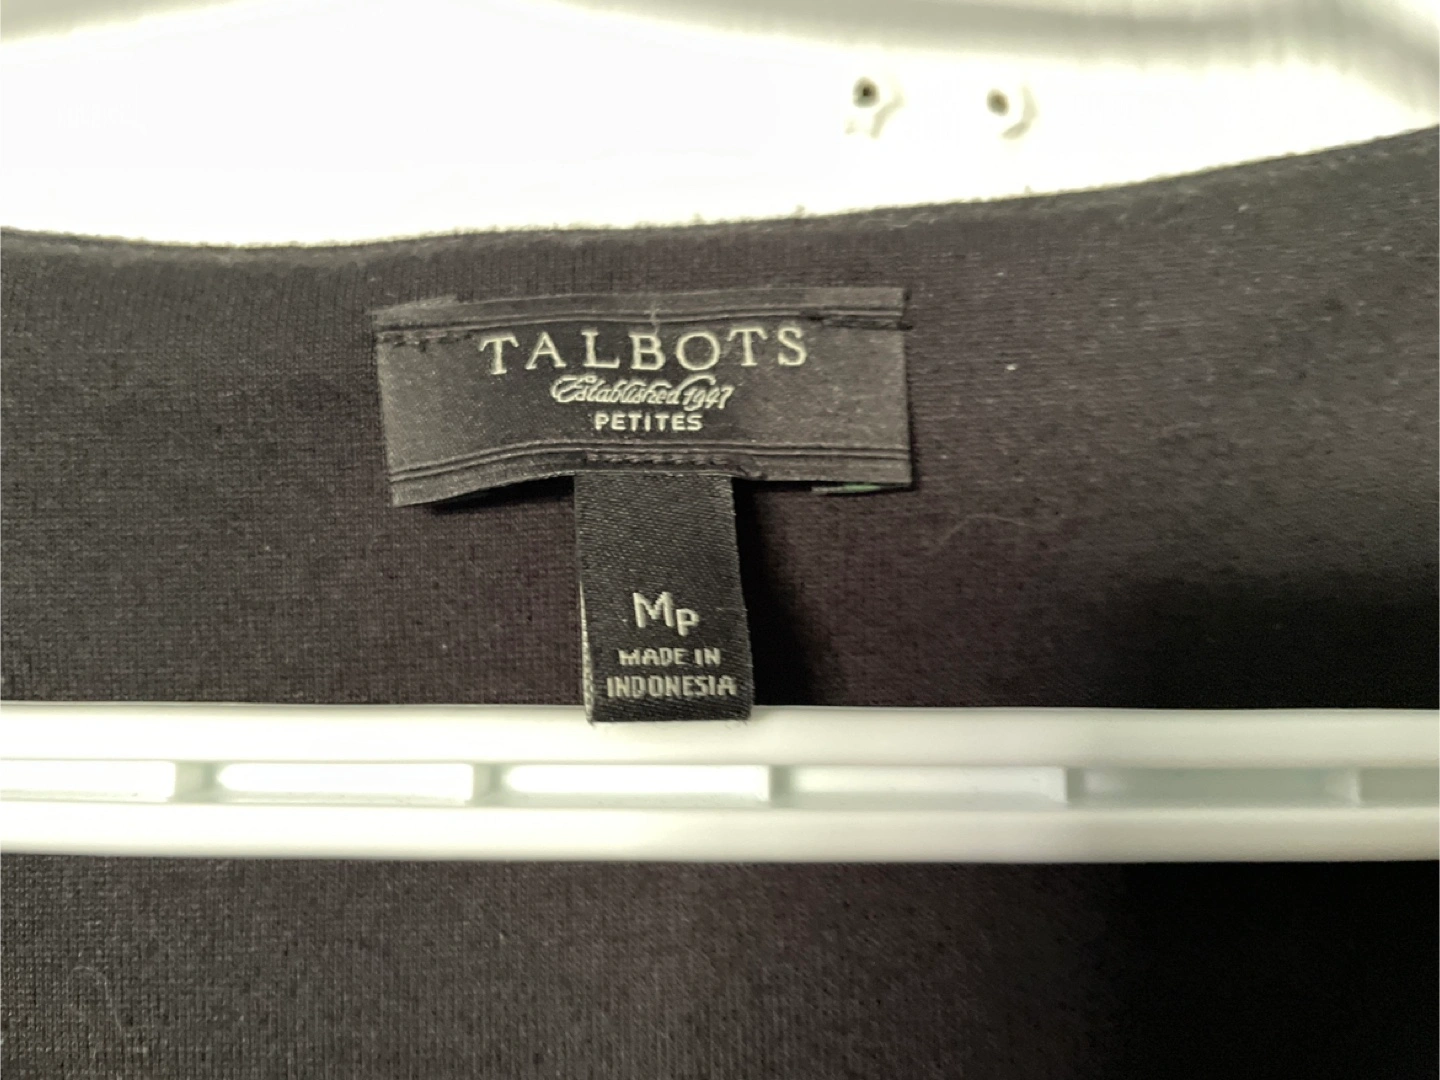 TALBOTS
Established 1947
PETITES
MP
MADE IN
INDONESIA